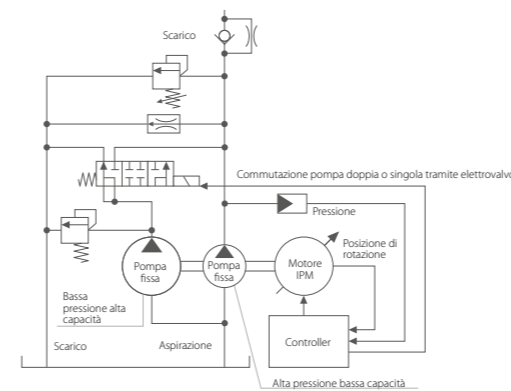 Scarico
Commutazione pompa doppia o singola tramite elettrovalvo
Pressione
Posizione di
rotazione
Pompa
fissa
Pompa
fissa
Motore
IPM
Bassa
pressione alta
capacità
Scarico
Aspirazione
Controller
Alta pressione bassa capacità